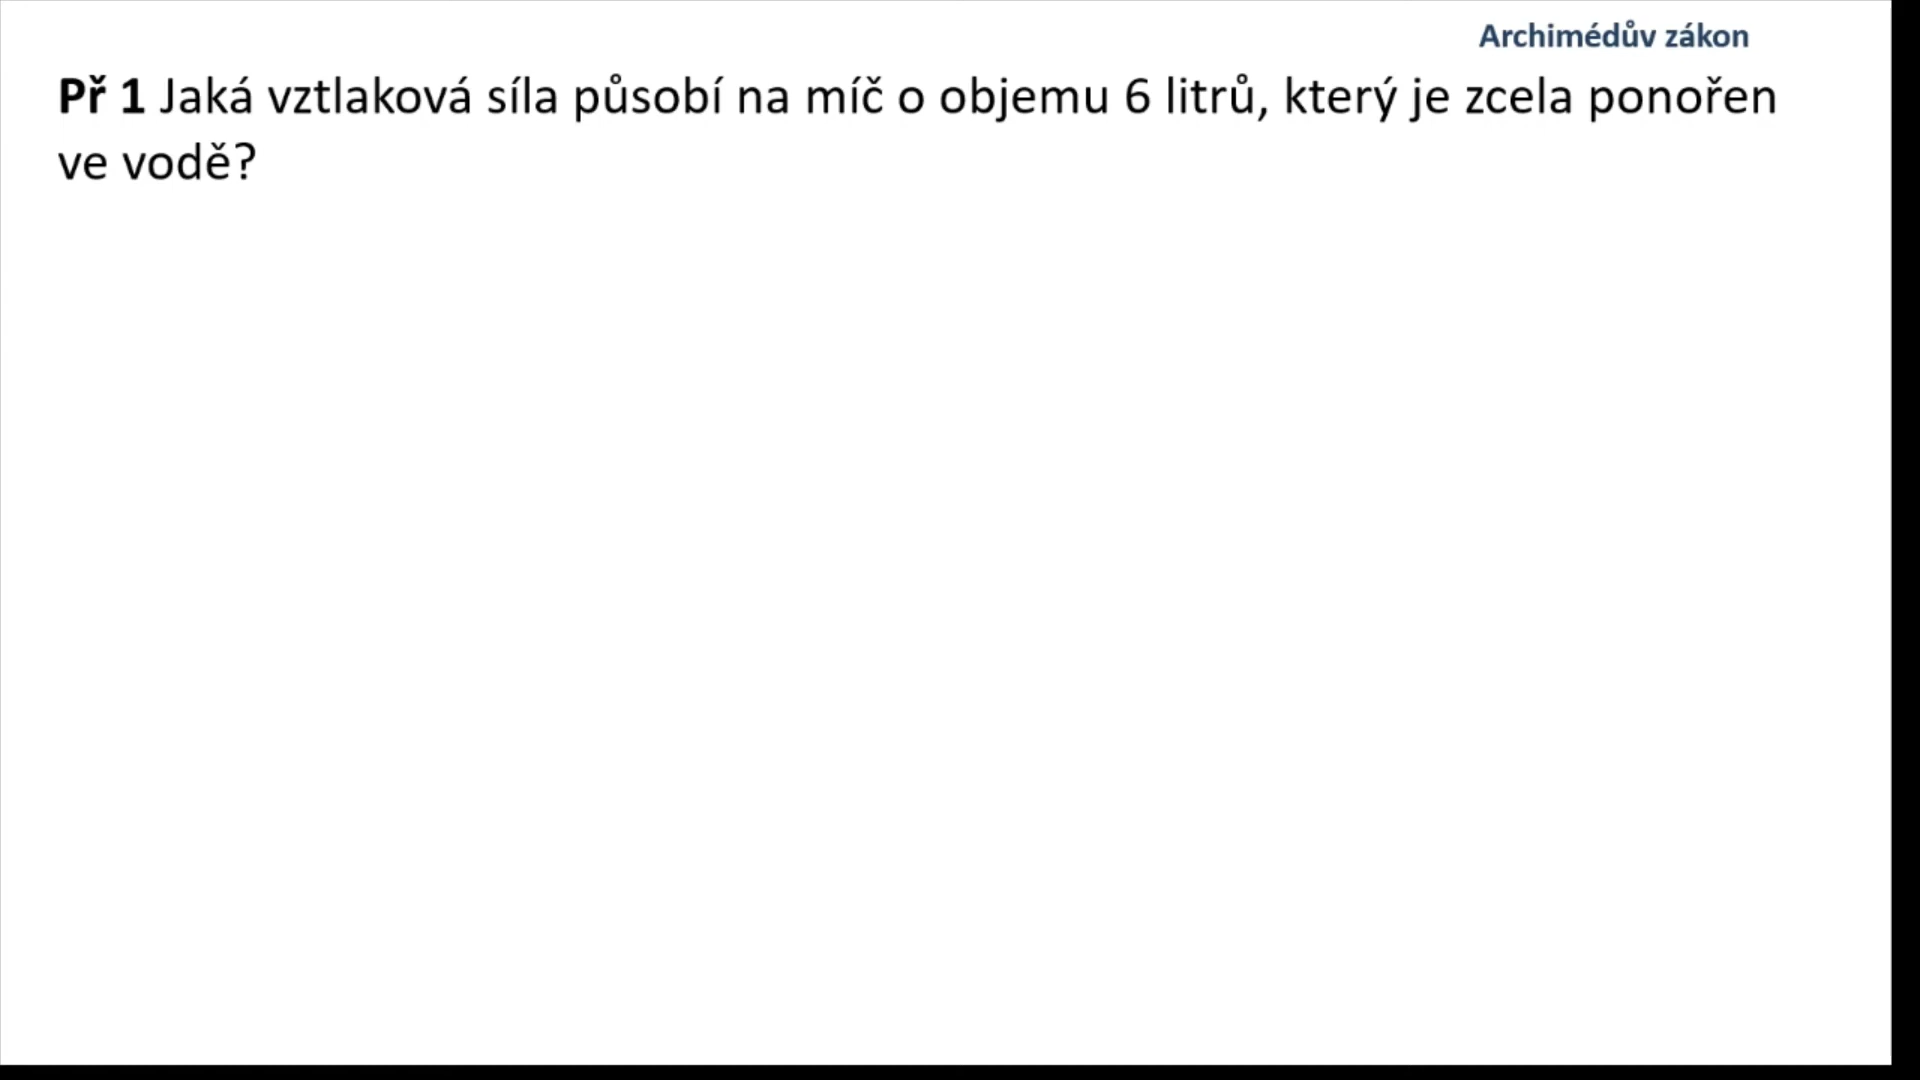 Archimédův zákon
Př 1 Jaká vztlaková síla působí na míč o objemu 6 litrů, který je zcela ponořen
ve vodě?